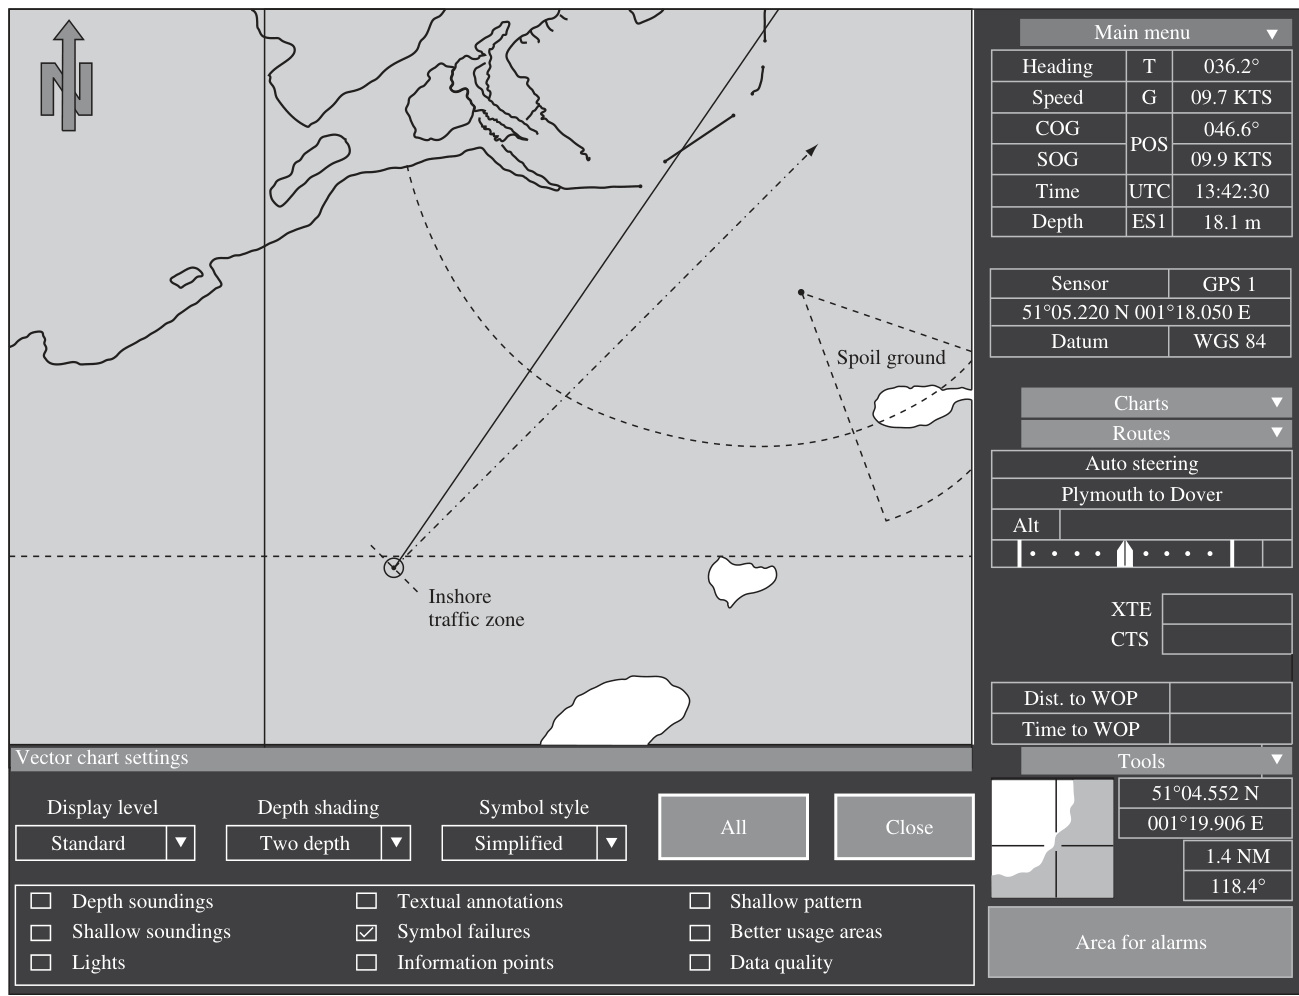 N
Spoil ground
Inshore
traffic zone
Main menu
Heading T 036.2°
Speed G 09.7 KTS
COG POS 046.6°
SOG 09.9 KTS
Time UTC 13:42:30
Depth ES1 18.1 m
Sensor GPS 1
51°05.220 N 001°18.050 E
Datum WGS 84
Charts
Routes
Auto steering
Plymouth to Dover
Alt
XTE
CTS
Dist. to WOP
Time to WOP
Tools
51°04.552 N
001°19.906 E
1.4 NM
118.4°
Area for alarms
Vector chart settings
Display level Depth shading Symbol style
Standard Two depth Simplified All Close
Depth soundings Textual annotations Shallow pattern
Shallow soundings Symbol failures Better usage areas
Lights Information points Data quality